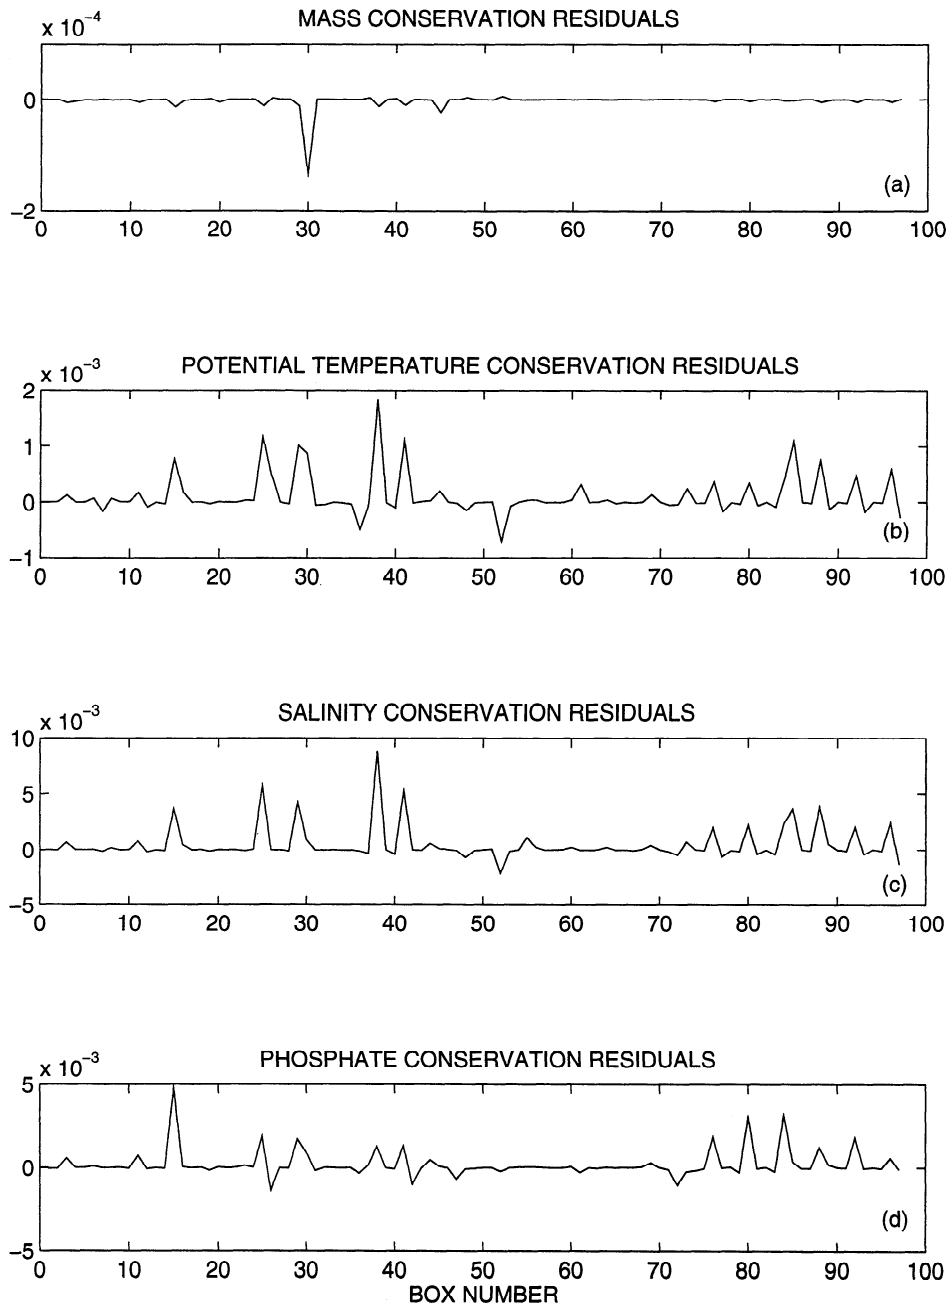 MASS CONSERVATION RESIDUALS
x 10⁻⁴
0
−2
(a)
0 10 20 30 40 50 60 70 80 90 100
POTENTIAL TEMPERATURE CONSERVATION RESIDUALS
x 10⁻³
2
1
0
−1
(b)
0 10 20 30 40 50 60 70 80 90 100
SALINITY CONSERVATION RESIDUALS
x 10⁻³
10
5
0
−5
(c)
0 10 20 30 40 50 60 70 80 90 100
PHOSPHATE CONSERVATION RESIDUALS
x 10⁻³
5
0
−5
(d)
0 10 20 30 40 50 60 70 80 90 100
BOX NUMBER